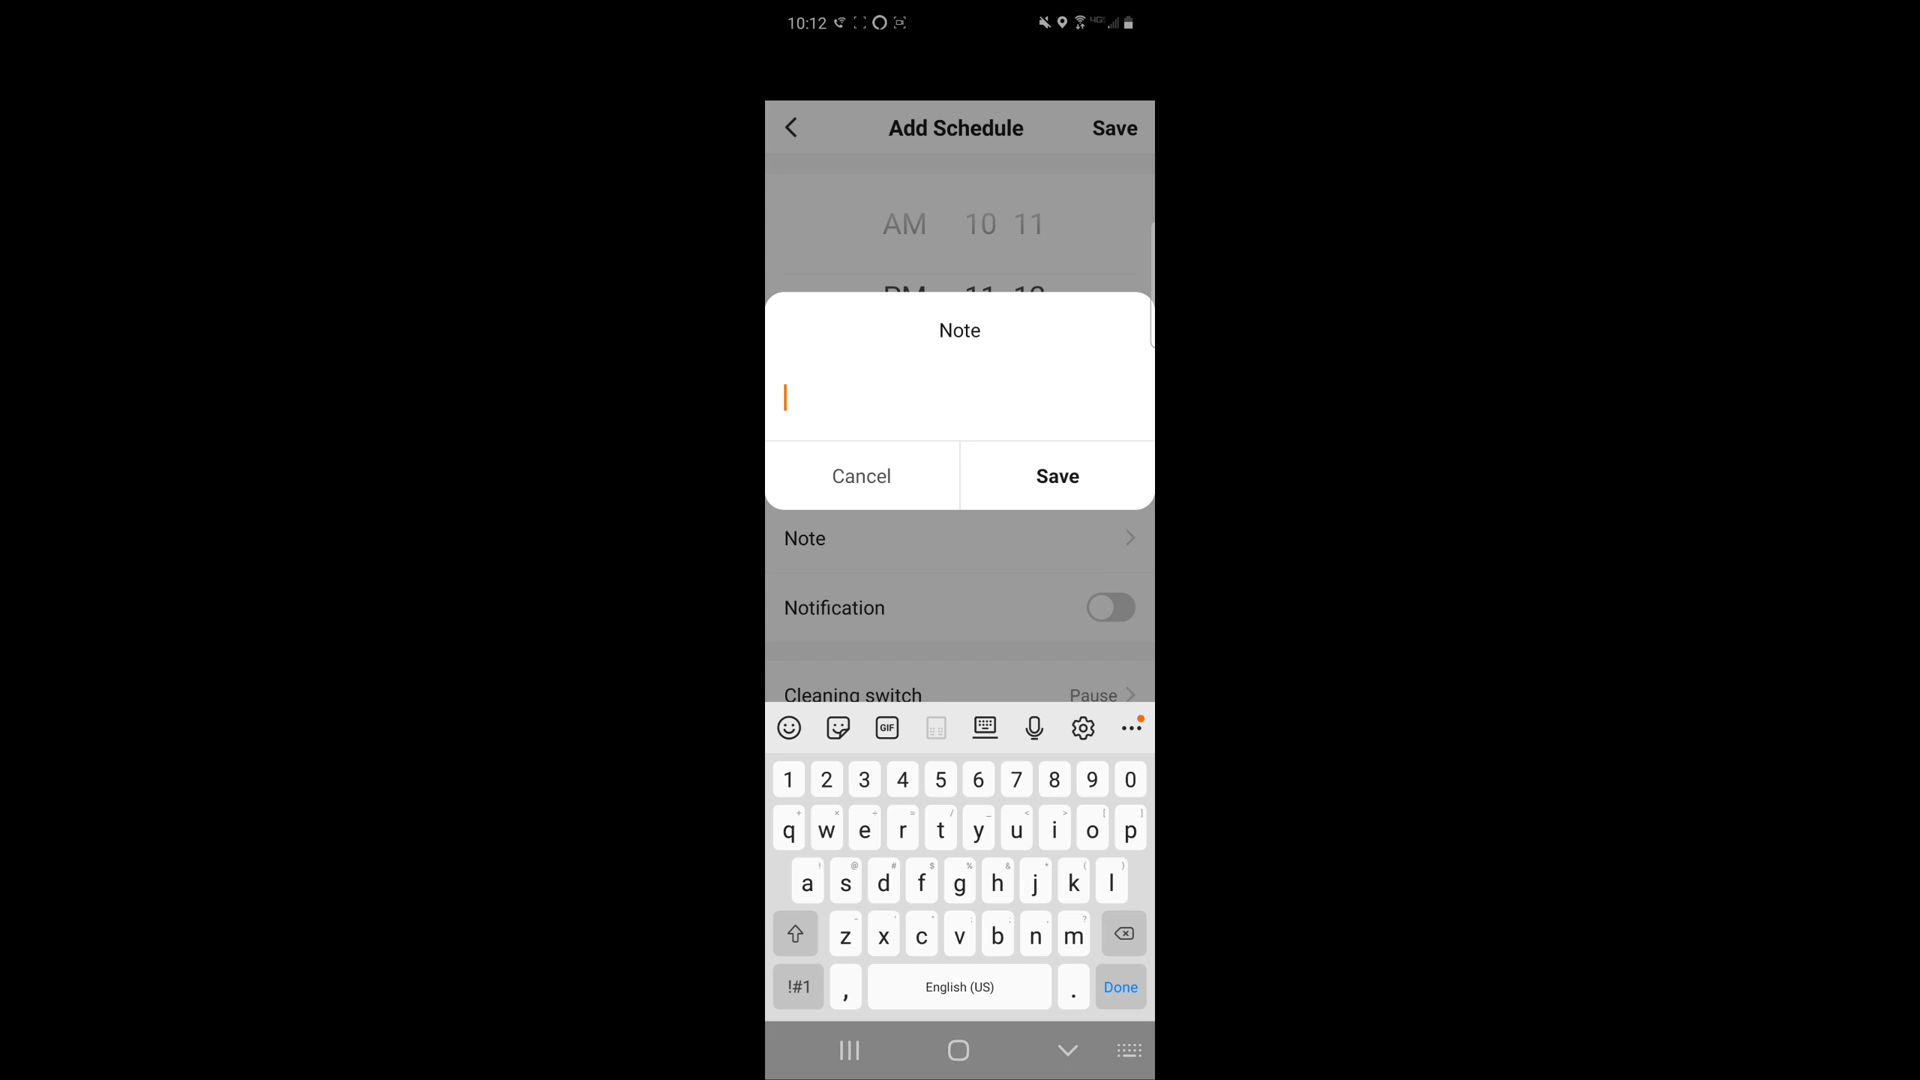 10:12
Add Schedule Save
AM 10 11
PM 11 12
Note
Cancel Save
Note
Notification
Cleaning switch Pause
GIF
1 2 3 4 5 6 7 8 9 0
q w e r t y u i o p
a s d f g h j k l
z x c v b n m
!#1 , English (US) . Done